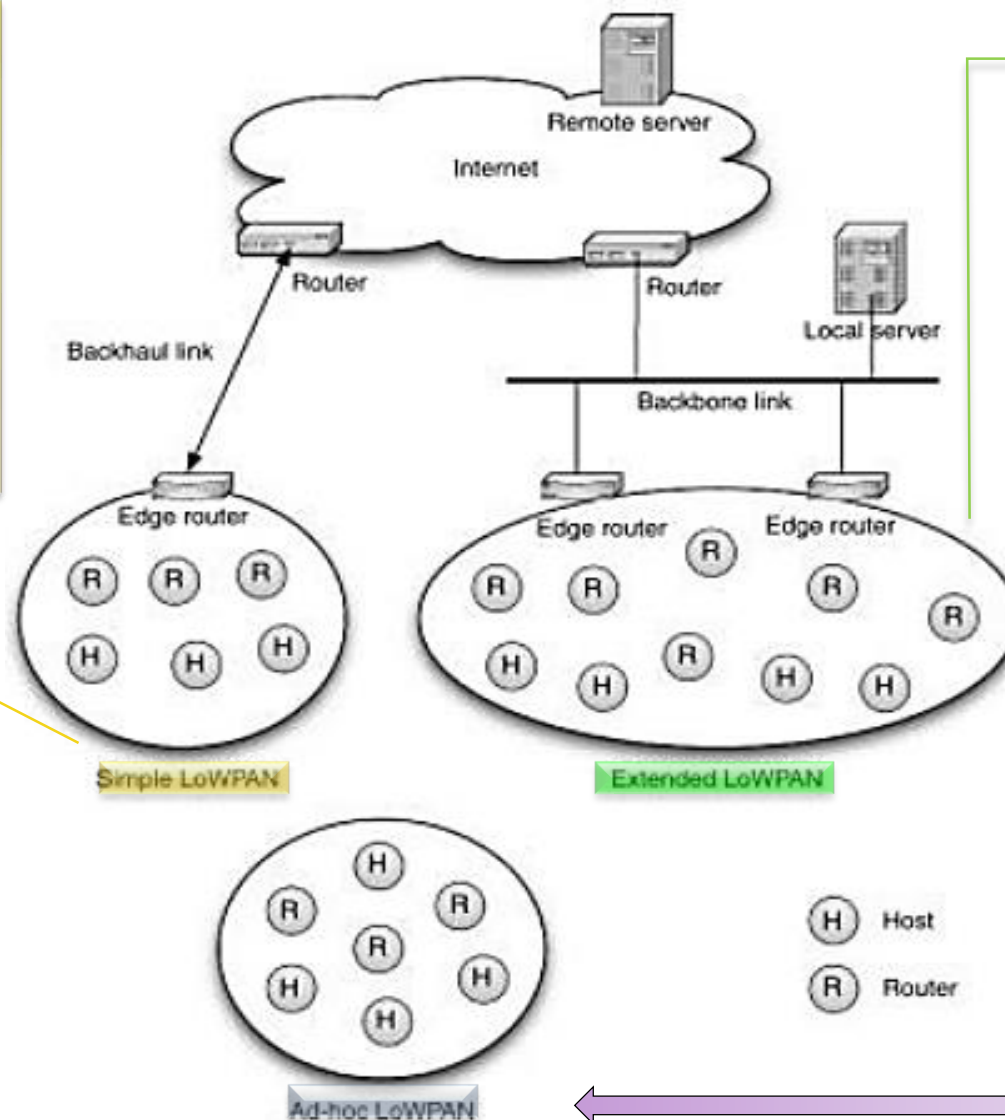 Remote server
Internet
Router
Router
Local server
Backhaul link
Backbone link
Edge router
Edge router
Edge router
R
R
R
H
H
H
R
R
R
R
R
H
H
R
H
H
Simple LoWPAN
Extended LoWPAN
H
R
R
R
H
H
H
H Host
R Router
Ad-hoc LoWPAN